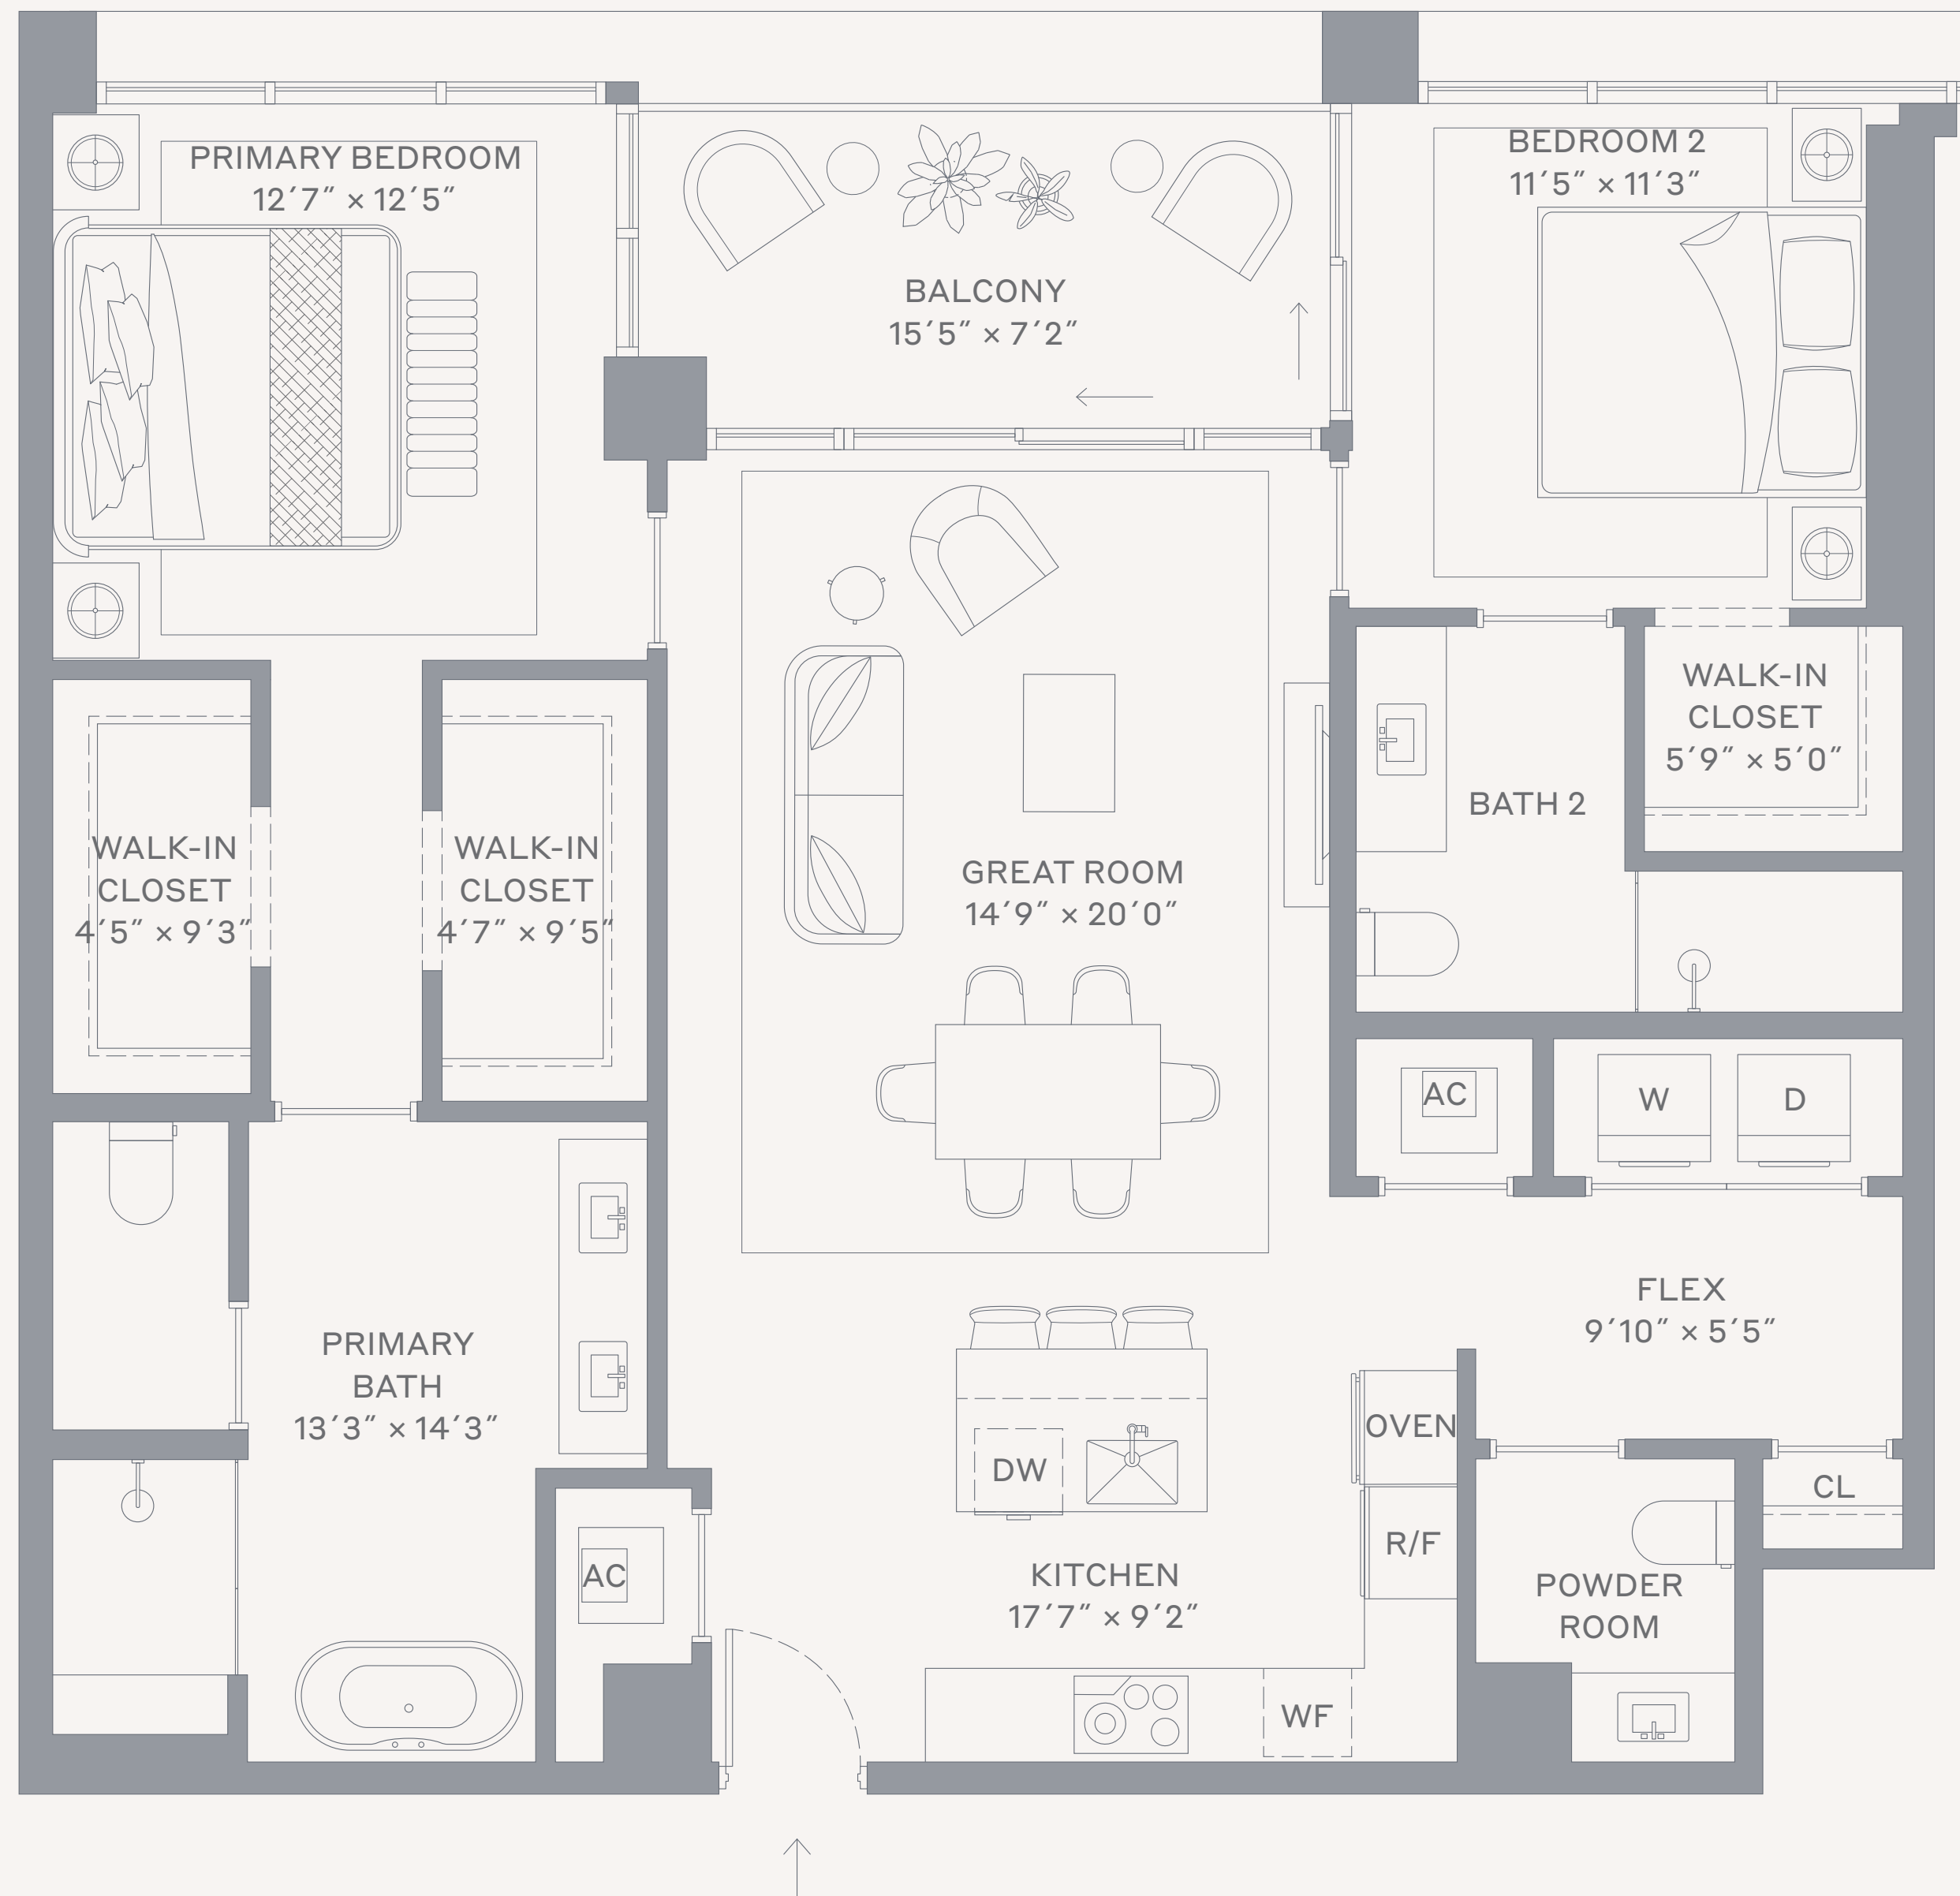 PRIMARY BEDROOM
12′7″ × 12′5″
BALCONY
15′5″ × 7′2″
BEDROOM 2
11′5″ × 11′3″
WALK-IN
CLOSET
4′5″ × 9′3″
WALK-IN
CLOSET
4′7″ × 9′5″
GREAT ROOM
14′9″ × 20′0″
BATH 2
WALK-IN
CLOSET
5′9″ × 5′0″
AC
W
D
FLEX
9′10″ × 5′5″
PRIMARY
BATH
13′3″ × 14′3″
AC
DW
OVEN
R/F
KITCHEN
17′7″ × 9′2″
WF
CL
POWDER
ROOM